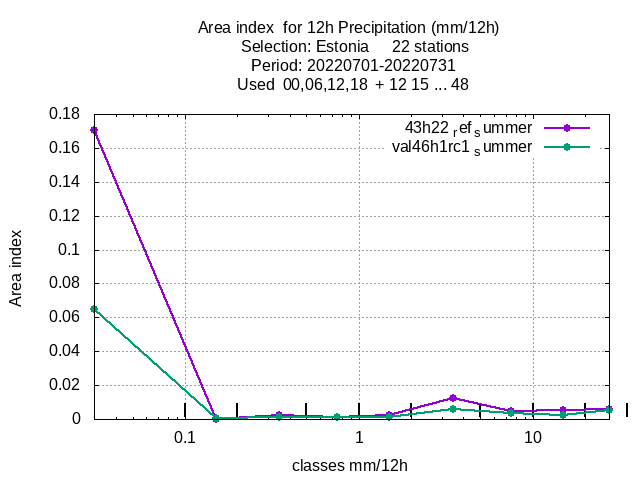 Area index  for 12h Precipitation (mm/12h)
Selection: Estonia     22 stations
Period: 20220701-20220731
Used  00,06,12,18  + 12 15 ... 48
43h22 ref summer
val46h1rc1 summer
0.18
0.16
0.14
0.12
0.1
0.08
0.06
0.04
0.02
0
Area index
0.1 1 10
classes mm/12h